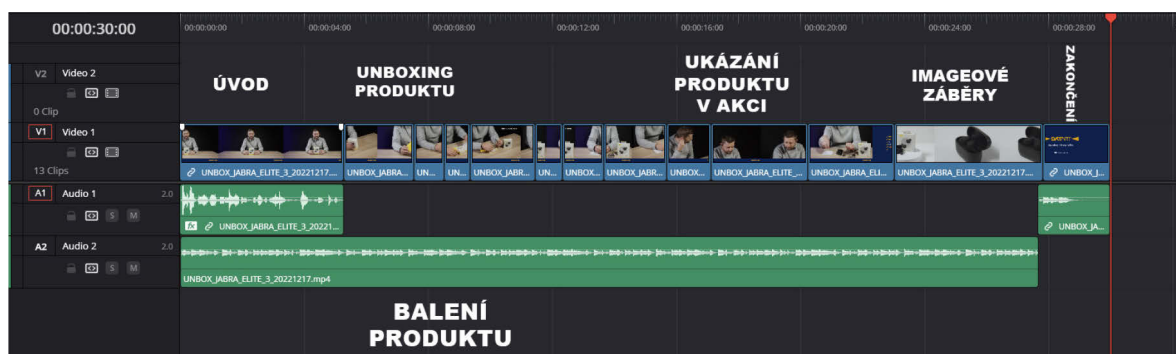 00:00:30:00
00:00:00:00 00:00:04:00 00:00:08:00 00:00:12:00 00:00:16:00 00:00:20:00 00:00:24:00 00:00:28:00
V2 Video 2
0 Clip
ÚVOD
UNBOXING
PRODUKTU
UKÁZÁNÍ
PRODUKTU
V AKCI
IMAGEOVÉ
ZÁBĚRY
ZAKONČENÍ
V1 Video 1
13 Clips
UNBOX_JABRA_ELITE_3_20221217.... UNBOX_JABRA... UN... UN... UNBOX_JABR... UN... UNBOX... UNBOX_JABR... UNBOX... UNBOX_JABRA_ELITE_... UNBOX_JABRA_ELI... UNBOX_JABRA_ELITE_3_20221217.... UNBOX_J...
A1 Audio 1 2.0
S M
fx UNBOX_JABRA_ELITE_3_20221... UNBOX_JA...
A2 Audio 2 2.0
S M
UNBOX_JABRA_ELITE_3_20221217.mp4
BALENÍ
PRODUKTU